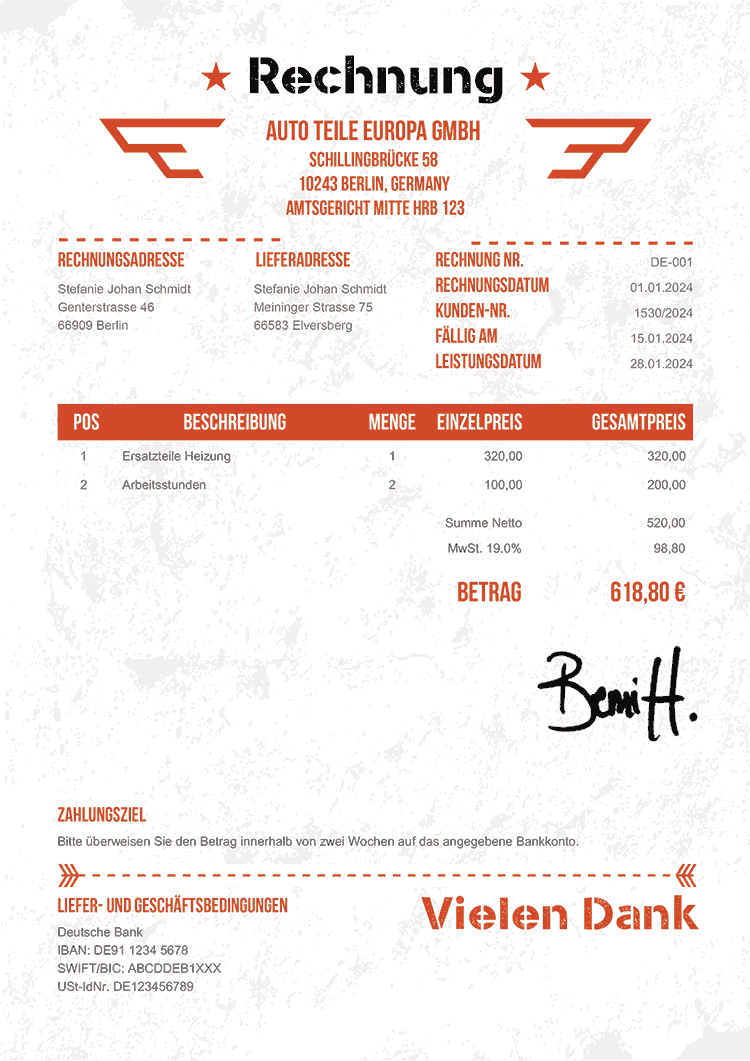 Rechnung
AUTO TEILE EUROPA GMBH
SCHILLINGBRÜCKE 58
10243 BERLIN, GERMANY
AMTSGERICHT MITTE HRB 123
RECHNUNGSADRESSE
Stefanie Johan Schmidt
Genterstrasse 46
66909 Berlin
LIEFERADRESSE
Stefanie Johan Schmidt
Meininger Strasse 75
66583 Elversberg
RECHNUNG NR. DE-001
RECHNUNGSDATUM 01.01.2024
KUNDEN-NR. 1530/2024
FÄLLIG AM 15.01.2024
LEISTUNGSDATUM 28.01.2024
POS BESCHREIBUNG MENGE EINZELPREIS GESAMTPREIS
1 Ersatzteile Heizung 1 320,00 320,00
2 Arbeitsstunden 2 100,00 200,00
Summe Netto 520,00
MwSt. 19.0% 98,80
BETRAG 618,80 €
ZAHLUNGSZIEL
Bitte überweisen Sie den Betrag innerhalb von zwei Wochen auf das angegebene Bankkonto.
LIEFER- UND GESCHÄFTSBEDINGUNGEN
Deutsche Bank
IBAN: DE91 1234 5678
SWIFT/BIC: ABCDDEB1XXX
USt-IdNr. DE123456789
Vielen Dank